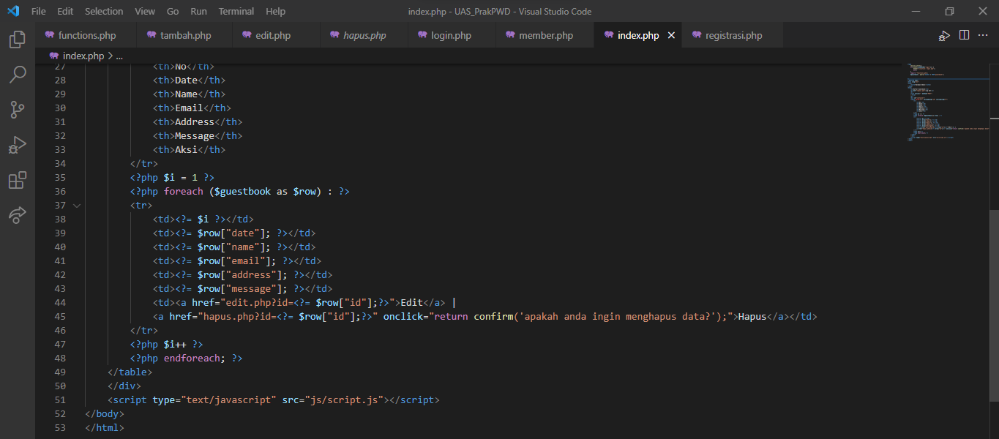 File Edit Selection View Go Run Terminal Help index.php - UAS_PrakPWD - Visual Studio Code
functions.php tambah.php edit.php hapus.php login.php member.php index.php registrasi.php
index.php > ...
27 <th>No</th>
28 <th>Date</th>
29 <th>Name</th>
30 <th>Email</th>
31 <th>Address</th>
32 <th>Message</th>
33 <th>Aksi</th>
34 </tr>
35 <?php $i = 1 ?>
36 <?php foreach ($guestbook as $row) : ?>
37 <tr>
38 <td><?= $i ?></td>
39 <td><?= $row["date"]; ?></td>
40 <td><?= $row["name"]; ?></td>
41 <td><?= $row["email"]; ?></td>
42 <td><?= $row["address"]; ?></td>
43 <td><?= $row["message"]; ?></td>
44 <td><a href="edit.php?id=<?= $row["id"];?>">Edit</a> |
45 <a href="hapus.php?id=<?= $row["id"];?>" onclick="return confirm('apakah anda ingin menghapus data?');">Hapus</a></td>
46 </tr>
47 <?php $i++ ?>
48 <?php endforeach; ?>
49 </table>
50 </div>
51 <script type="text/javascript" src="js/script.js"></script>
52 </body>
53 </html>